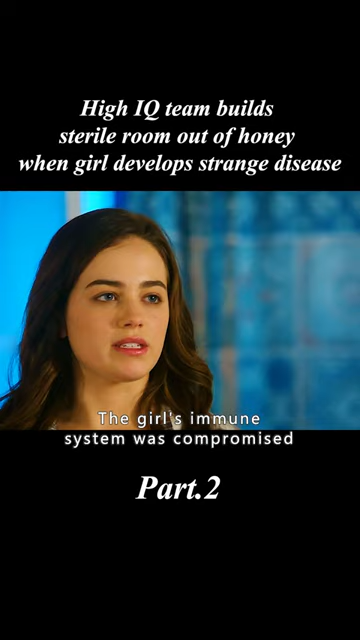 High IQ team builds
sterile room out of honey
when girl develops strange disease
The girl's immune
system was compromised
Part.2